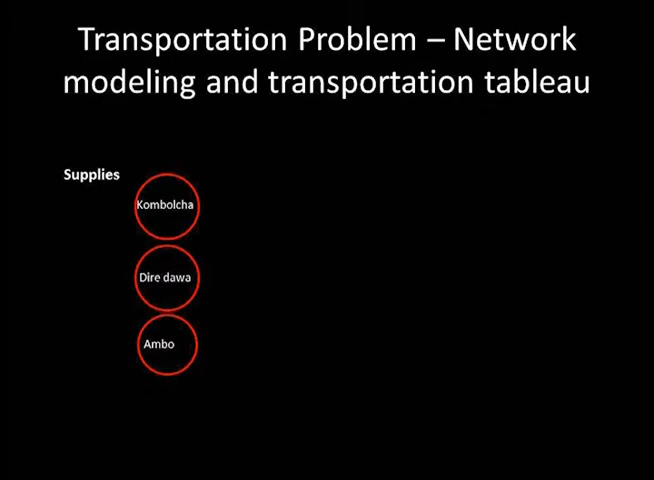 Transportation Problem – Network
modeling and transportation tableau
Supplies
Kombolcha
Dire dawa
Ambo